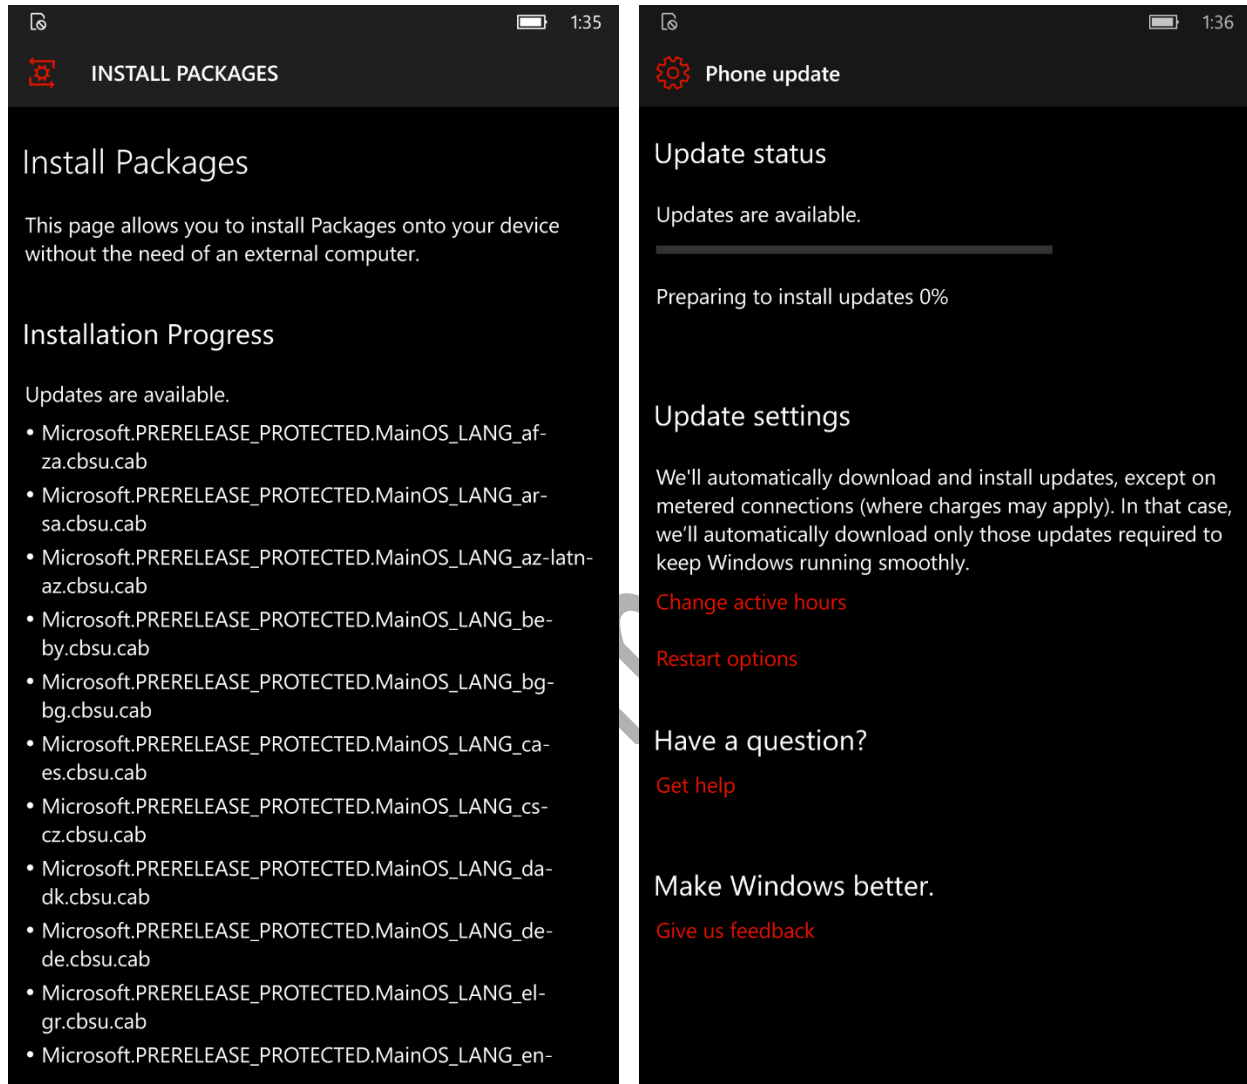 1:35
INSTALL PACKAGES
Install Packages
This page allows you to install Packages onto your device
without the need of an external computer.
Installation Progress
Updates are available.
• Microsoft.PRERELEASE_PROTECTED.MainOS_LANG_af-
za.cbsu.cab
• Microsoft.PRERELEASE_PROTECTED.MainOS_LANG_ar-
sa.cbsu.cab
• Microsoft.PRERELEASE_PROTECTED.MainOS_LANG_az-latn-
az.cbsu.cab
• Microsoft.PRERELEASE_PROTECTED.MainOS_LANG_be-
by.cbsu.cab
• Microsoft.PRERELEASE_PROTECTED.MainOS_LANG_bg-
bg.cbsu.cab
• Microsoft.PRERELEASE_PROTECTED.MainOS_LANG_ca-
es.cbsu.cab
• Microsoft.PRERELEASE_PROTECTED.MainOS_LANG_cs-
cz.cbsu.cab
• Microsoft.PRERELEASE_PROTECTED.MainOS_LANG_da-
dk.cbsu.cab
• Microsoft.PRERELEASE_PROTECTED.MainOS_LANG_de-
de.cbsu.cab
• Microsoft.PRERELEASE_PROTECTED.MainOS_LANG_el-
gr.cbsu.cab
• Microsoft.PRERELEASE_PROTECTED.MainOS_LANG_en-
1:36
Phone update
Update status
Updates are available.
Preparing to install updates 0%
Update settings
We'll automatically download and install updates, except on
metered connections (where charges may apply). In that case,
we’ll automatically download only those updates required to
keep Windows running smoothly.
Change active hours
Restart options
Have a question?
Get help
Make Windows better.
Give us feedback